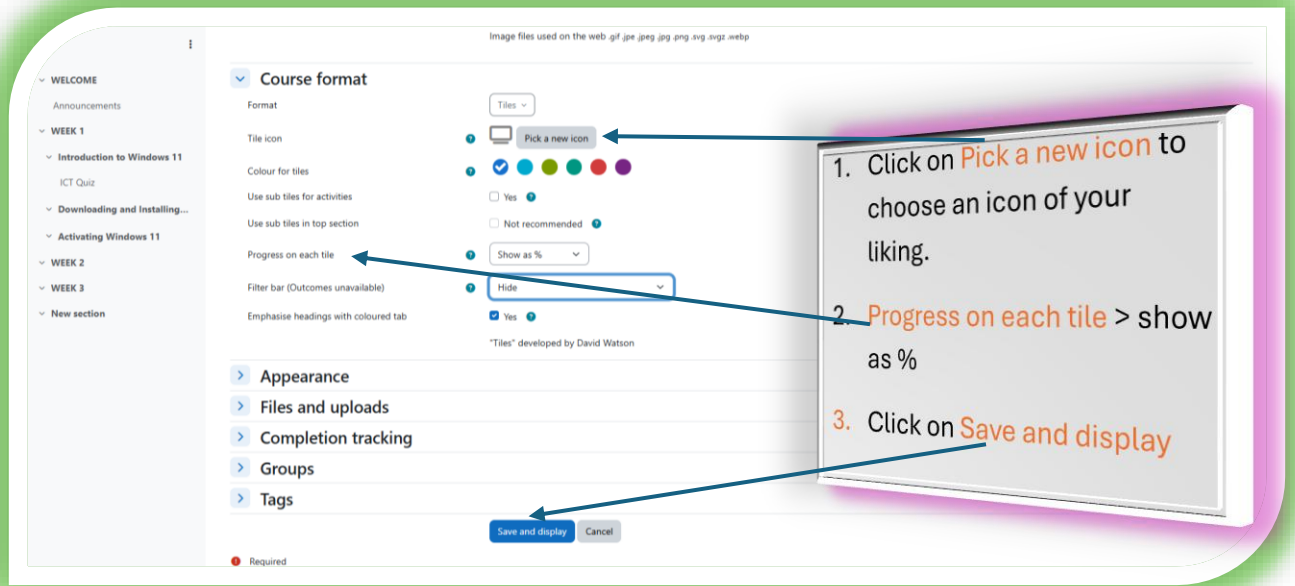 Image files used on the web .gif .jpe .jpeg .jpg .png .svg .svgz .webp
WELCOME
Announcements
WEEK 1
Introduction to Windows 11
ICT Quiz
Downloading and Installing...
Activating Windows 11
WEEK 2
WEEK 3
New section
Course format
Format
Tiles
Tile icon
Pick a new icon
Colour for tiles
Use sub tiles for activities
Yes
Use sub tiles in top section
Not recommended
Progress on each tile
Show as %
Filter bar (Outcomes unavailable)
Hide
Emphasise headings with coloured tab
Yes
"Tiles" developed by David Watson
Appearance
Files and uploads
Completion tracking
Groups
Tags
Save and display
Cancel
Required
1. Click on Pick a new icon to
choose an icon of your
liking.
2. Progress on each tile > show
as %
3. Click on Save and display